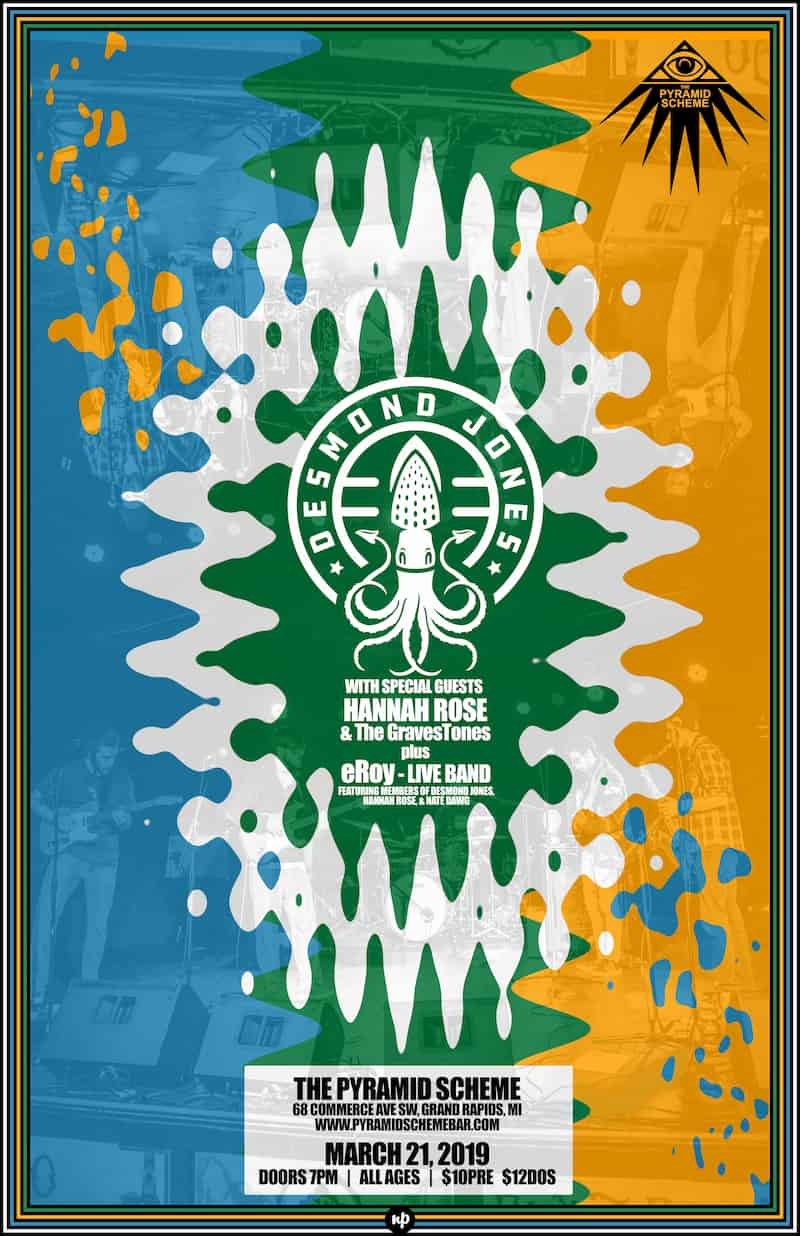 THE
PYRAMID
SCHEME
DESMOND JONES
WITH SPECIAL GUESTS
HANNAH ROSE
& The GravesTones
plus
eRoy - LIVE BAND
FEATURING MEMBERS OF DESMOND JONES,
HANNAH ROSE, & NATE DAWG
THE PYRAMID SCHEME
68 COMMERCE AVE SW, GRAND RAPIDS, MI
WWW.PYRAMIDSCHEMEBAR.COM
MARCH 21, 2019
DOORS 7PM | ALL AGES | $10PRE $12DOS